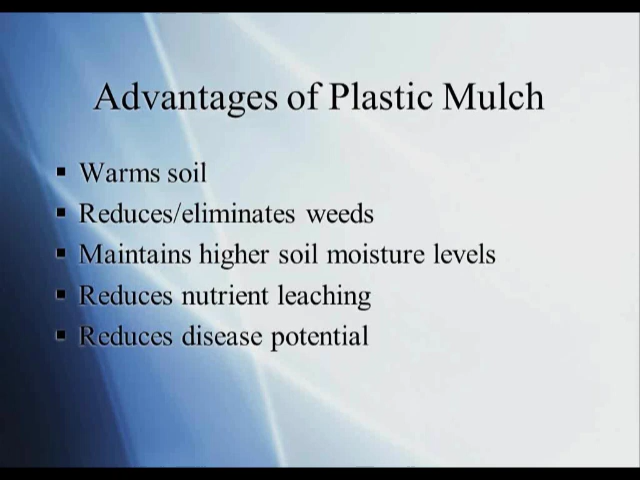 Advantages of Plastic Mulch
▪ Warms soil
▪ Reduces/eliminates weeds
▪ Maintains higher soil moisture levels
▪ Reduces nutrient leaching
▪ Reduces disease potential